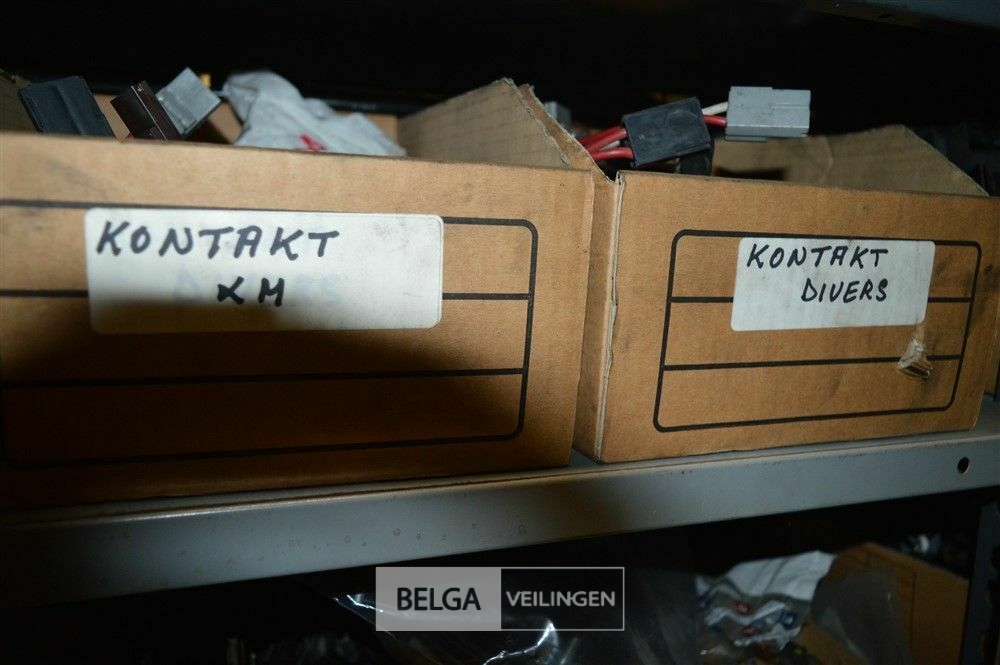 KONTAKT
XM
KONTAKT
DIVERS
BELGA VEILINGEN